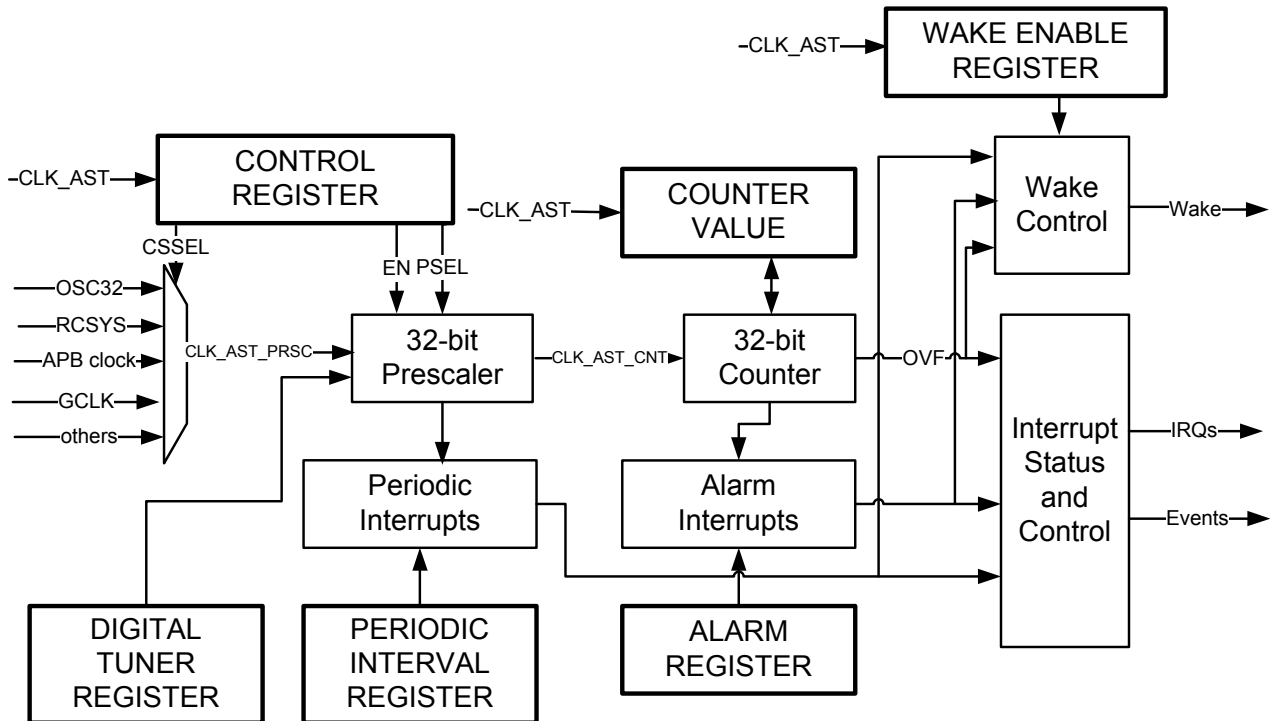 CLK_AST
WAKE ENABLE
REGISTER
CLK_AST
CONTROL
REGISTER
CLK_AST
COUNTER
VALUE
Wake
Control
Wake
CSSEL
EN
PSEL
OSC32
RCSYS
APB clock
GCLK
others
CLK_AST_PRSC
32-bit
Prescaler
CLK_AST_CNT
32-bit
Counter
OVF
Periodic
Interrupts
Alarm
Interrupts
Interrupt
Status
and
Control
IRQs
Events
DIGITAL
TUNER
REGISTER
PERIODIC
INTERVAL
REGISTER
ALARM
REGISTER